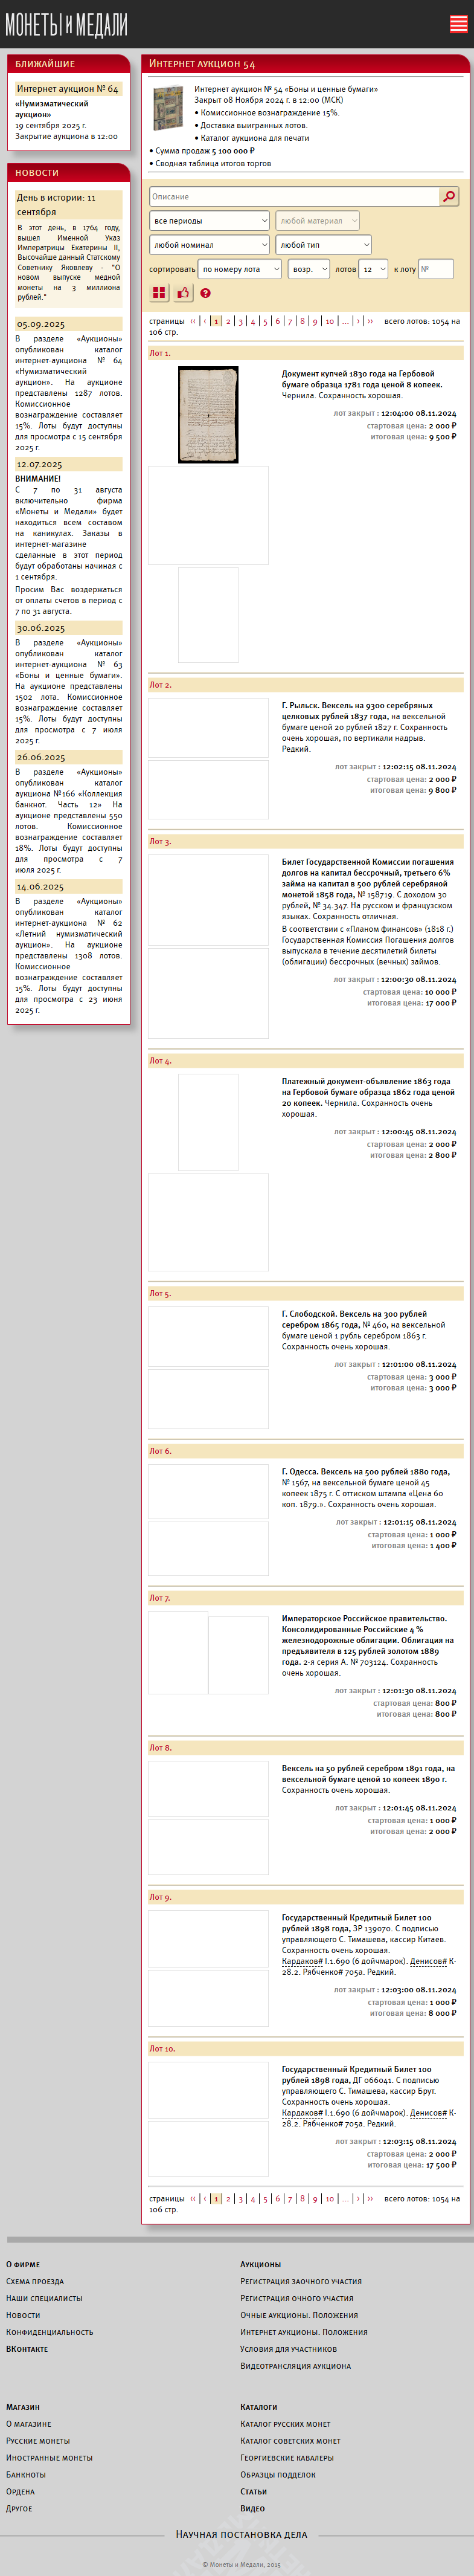 МОНЕТЫ И МЕДАЛИ
БЛИЖАЙШИЕ
Интернет аукцион № 64
«Нумизматический
аукцион»
19 сентября 2025 г.
Закрытие аукциона в 12:00
НОВОСТИ
День в истории: 11
сентября
В этот день, в 1764 году,
вышел Именной Указ
Императрицы Екатерины II,
Высочайше данный Статскому
Советнику Яковлеву - "О
новом выпуске медной
монеты на 3 миллиона
рублей."
05.09.2025
В разделе «Аукционы»
опубликован каталог
интернет-аукциона № 64
«Нумизматический
аукцион». На аукционе
представлены 1287 лотов.
Комиссионное
вознаграждение составляет
15%. Лоты будут доступны
для просмотра с 15 сентября
2025 г.
12.07.2025
ВНИМАНИЕ!
С 7 по 31 августа
включительно фирма
«Монеты и Медали» будет
находиться всем составом
на каникулах. Заказы в
интернет-магазине
сделанные в этот период
будут обработаны начиная с
1 сентября.
Просим Вас воздержаться
от оплаты счетов в период с
7 по 31 августа.
30.06.2025
В разделе «Аукционы»
опубликован каталог
интернет-аукциона № 63
«Боны и ценные бумаги».
На аукционе представлены
1502 лота. Комиссионное
вознаграждение составляет
15%. Лоты будут доступны
для просмотра с 7 июля
2025 г.
26.06.2025
В разделе «Аукционы»
опубликован каталог
аукциона №166 «Коллекция
банкнот. Часть 12» На
аукционе представлены 550
лотов. Комиссионное
вознаграждение составляет
18%. Лоты будут доступны
для просмотра с 7
июля 2025 г.
14.06.2025
В разделе «Аукционы»
опубликован каталог
интернет-аукциона № 62
«Летний нумизматический
аукцион». На аукционе
представлены 1308 лотов.
Комиссионное
вознаграждение составляет
15%. Лоты будут доступны
для просмотра с 23 июня
2025 г.
Интернет аукцион 54
Интернет аукцион № 54 «Боны и ценные бумаги»
Закрыт 08 Ноября 2024 г. в 12:00 (МСК)
• Комиссионное вознаграждение 15%.
• Доставка выигранных лотов.
• Каталог аукциона для печати
• Сумма продаж 5 100 000 ₽
• Сводная таблица итогов торгов
Описание
все периоды любой материал
любой номинал любой тип
сортировать по номеру лота возр. лотов 12 к лоту №
страницы ‹‹ ‹ 1 2 3 4 5 6 7 8 9 10 ... › ›› всего лотов: 1054 на
106 стр.
Лот 1.
Документ купчей 1830 года на Гербовой
бумаге образца 1781 года ценой 8 копеек.
Чернила. Сохранность хорошая.
лот закрыт : 12:04:00 08.11.2024
стартовая цена: 2 000 ₽
итоговая цена: 9 500 ₽
Лот 2.
Г. Рыльск. Вексель на 9300 серебряных
целковых рублей 1837 года, на вексельной
бумаге ценой 20 рублей 1827 г. Сохранность
очень хорошая, по вертикали надрыв.
Редкий.
лот закрыт : 12:02:15 08.11.2024
стартовая цена: 2 000 ₽
итоговая цена: 9 800 ₽
Лот 3.
Билет Государственной Комиссии погашения
долгов на капитал бессрочный, третьего 6%
займа на капитал в 500 рублей серебряной
монетой 1858 года, № 158719. С доходом 30
рублей, № 34.347. На русском и французском
языках. Сохранность отличная.
В соответствии с «Планом финансов» (1818 г.)
Государственная Комиссия Погашения долгов
выпускала в течение десятилетий билеты
(облигации) бессрочных (вечных) займов.
лот закрыт : 12:00:30 08.11.2024
стартовая цена: 10 000 ₽
итоговая цена: 17 000 ₽
Лот 4.
Платежный документ-объявление 1863 года
на Гербовой бумаге образца 1862 года ценой
20 копеек. Чернила. Сохранность очень
хорошая.
лот закрыт : 12:00:45 08.11.2024
стартовая цена: 2 000 ₽
итоговая цена: 2 800 ₽
Лот 5.
Г. Слободской. Вексель на 300 рублей
серебром 1865 года, № 460, на вексельной
бумаге ценой 1 рубль серебром 1863 г.
Сохранность очень хорошая.
лот закрыт : 12:01:00 08.11.2024
стартовая цена: 3 000 ₽
итоговая цена: 3 000 ₽
Лот 6.
Г. Одесса. Вексель на 500 рублей 1880 года,
№ 1567, на вексельной бумаге ценой 45
копеек 1875 г. С оттиском штампа «Цена 60
коп. 1879.». Сохранность очень хорошая.
лот закрыт : 12:01:15 08.11.2024
стартовая цена: 1 000 ₽
итоговая цена: 1 400 ₽
Лот 7.
Императорское Российское правительство.
Консолидированные Российские 4 %
железнодорожные облигации. Облигация на
предъявителя в 125 рублей золотом 1889
года. 2-я серия А. № 703124. Сохранность
очень хорошая.
лот закрыт : 12:01:30 08.11.2024
стартовая цена: 800 ₽
итоговая цена: 800 ₽
Лот 8.
Вексель на 50 рублей серебром 1891 года, на
вексельной бумаге ценой 10 копеек 1890 г.
Сохранность очень хорошая.
лот закрыт : 12:01:45 08.11.2024
стартовая цена: 1 000 ₽
итоговая цена: 2 000 ₽
Лот 9.
Государственный Кредитный Билет 100
рублей 1898 года, ЗР 139070. С подписью
управляющего С. Тимашева, кассир Китаев.
Сохранность очень хорошая.
Кардаков# I.1.690 (6 дойчмарок). Денисов# К-
28.2. Рябченко# 705а. Редкий.
лот закрыт : 12:03:00 08.11.2024
стартовая цена: 1 000 ₽
итоговая цена: 8 000 ₽
Лот 10.
Государственный Кредитный Билет 100
рублей 1898 года, ДГ 066041. С подписью
управляющего С. Тимашева, кассир Брут.
Сохранность очень хорошая.
Кардаков# I.1.690 (6 дойчмарок). Денисов# К-
28.2. Рябченко# 705а. Редкий.
лот закрыт : 12:03:15 08.11.2024
стартовая цена: 2 000 ₽
итоговая цена: 17 500 ₽
страницы ‹‹ ‹ 1 2 3 4 5 6 7 8 9 10 ... › ›› всего лотов: 1054 на
106 стр.
О фирме
Схема проезда
Наши специалисты
Новости
Конфиденциальность
ВКонтакте
Аукционы
Регистрация заочного участия
Регистрация очного участия
Очные аукционы. Положения
Интернет аукционы. Положения
Условия для участников
Видеотрансляция аукциона
Магазин
О магазине
Русские монеты
Иностранные монеты
Банкноты
Ордена
Другое
Каталоги
Каталог русских монет
Каталог советских монет
Георгиевские кавалеры
Образцы подделок
Статьи
Видео
Научная постановка дела
© Монеты и Медали, 2015